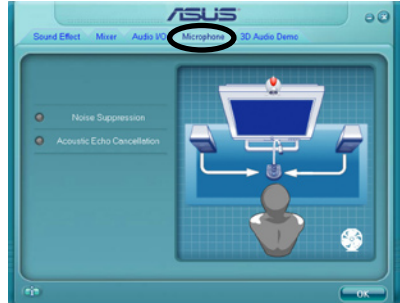 ASUS
Sound Effect Mixer Audio I/O Microphone 3D Audio Demo
Noise Suppression
Acoustic Echo Cancellation
OK